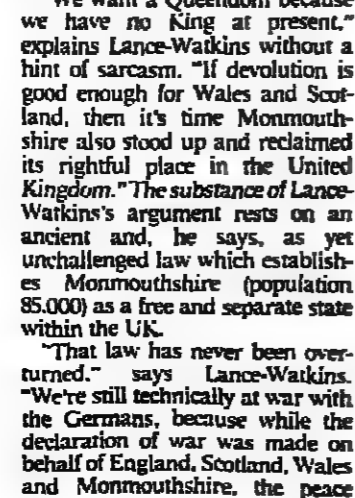 We want a Queendom because
we have no King at present,"
explains Lance-Watkins without a
hint of sarcasm. "If devolution is
good enough for Wales and Scot-
land, then it's time Monmouth-
shire also stood up and reclaimed
its rightful place in the United
Kingdom." The substance of Lance-
Watkins's argument rests on an
ancient and, he says, as yet
unchallenged law which establish-
es Monmouthshire (population
85.000) as a free and separate state
within the UK.
"That law has never been over-
turned." says Lance-Watkins.
"We're still technically at war with
the Germans, because while the
declaration of war was made on
behalf of England, Scotland, Wales
and Monmouthshire, the peace